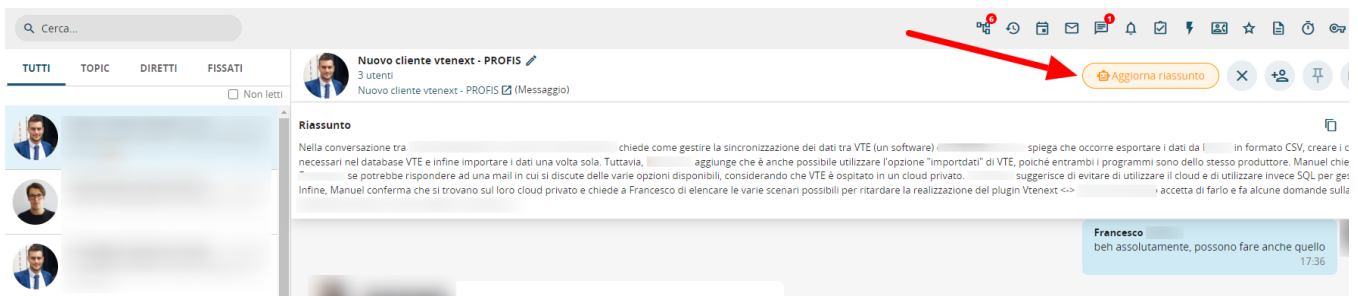 Cerca...
6
1
TUTTI TOPIC DIRETTI FISSATI
Non letti
Nuovo cliente vtenext - PROFIS
3 utenti
Nuovo cliente vtenext - PROFIS (Messaggio)
Aggiorna riassunto
Riassunto
Nella conversazione tra chiede come gestire la sincronizzazione dei dati tra VTE (un software) spiega che occorre esportare i dati da in formato CSV, creare i
necessari nel database VTE e infine importare i dati una volta sola. Tuttavia, aggiunge che è anche possibile utilizzare l'opzione "importdati" di VTE, poiché entrambi i programmi sono dello stesso produttore. Manuel
se potrebbe rispondere ad una mail in cui si discute delle varie opzioni disponibili, considerando che VTE è ospitato in un cloud privato. suggerisce di evitare di utilizzare il cloud e di utilizzare invece SQL per
Infine, Manuel conferma che si trovano sul loro cloud privato e chiede a Francesco di elencare le varie scenari possibili per ritardare la realizzazione del plugin Vtenext <-> accetta di farlo e fa alcune domande sulla
Francesco
beh assolutamente, possono fare anche quello
17:36